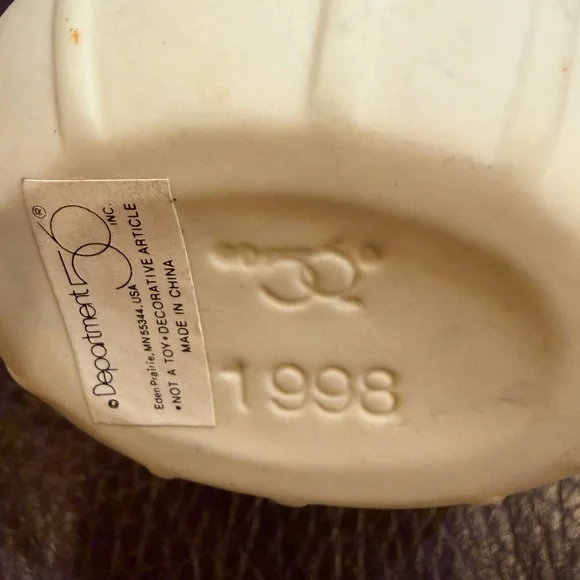 © Department 56 ® INC.
Eden Prairie, MN 55344, USA
• NOT A TOY • DECORATIVE ARTICLE
MADE IN CHINA
1998